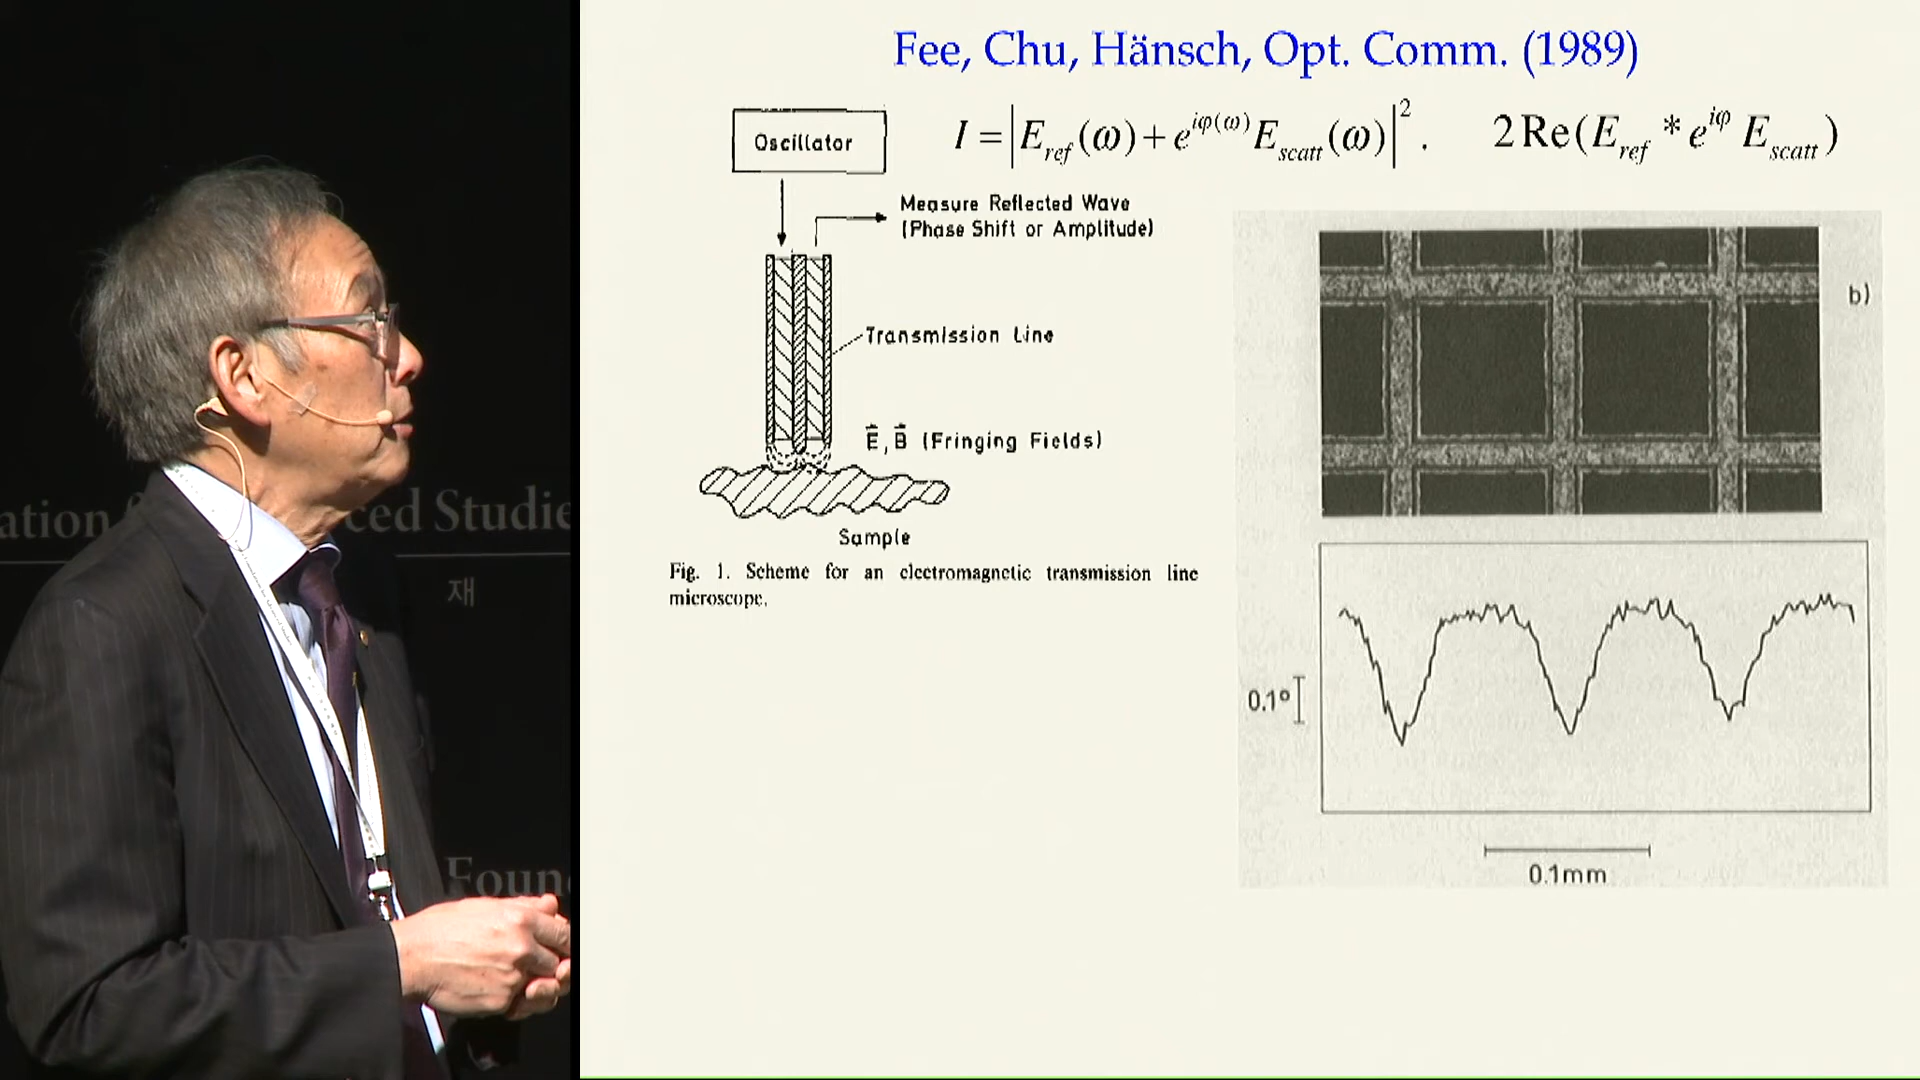 Fee, Chu, Hänsch, Opt. Comm. (1989)
I = |E_ref(ω) + e^{iφ(ω)} E_scatt(ω)|². 2 Re(E_ref * e^{iφ} E_scatt)
Oscillator
Measure Reflected Wave
(Phase Shift or Amplitude)
Transmission Line
E⃗, B⃗ (Fringing Fields)
Sample
Fig. 1. Scheme for an electromagnetic transmission line
microscope.
b)
0.1°
0.1mm
ation
ced Studie
재
Foun